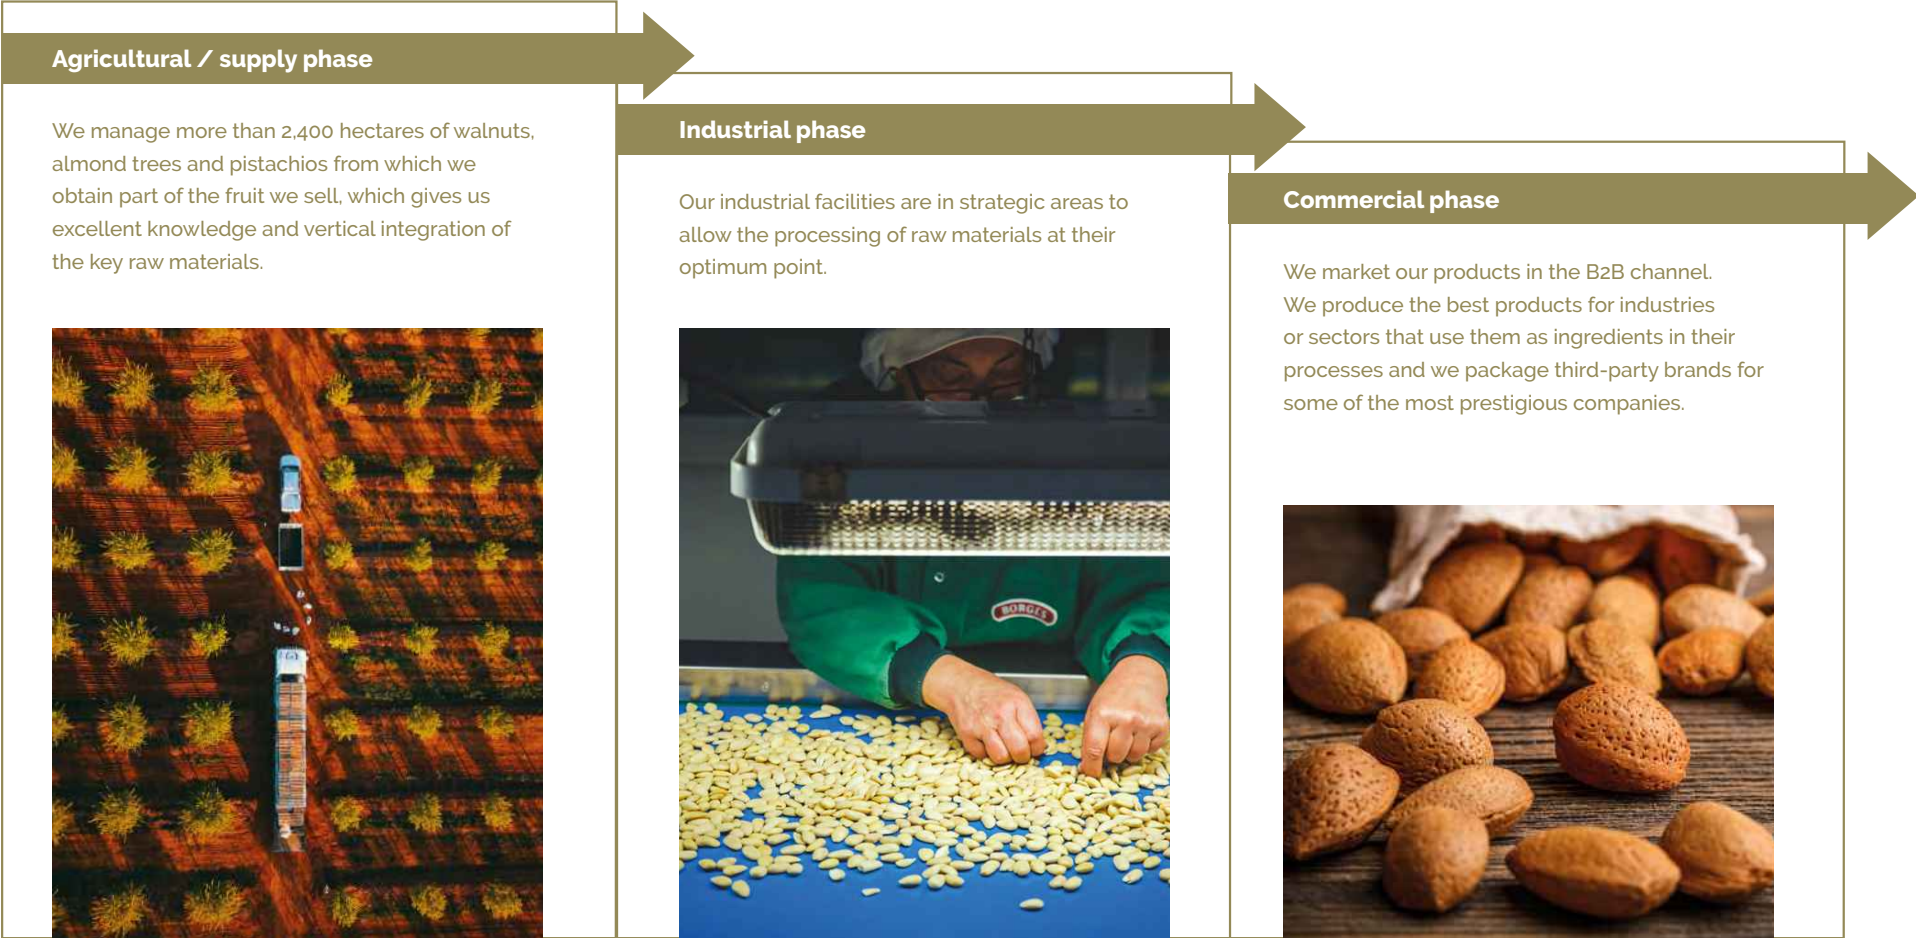 Agricultural / supply phase
We manage more than 2,400 hectares of walnuts,
almond trees and pistachios from which we
obtain part of the fruit we sell, which gives us
excellent knowledge and vertical integration of
the key raw materials.
Industrial phase
Our industrial facilities are in strategic areas to
allow the processing of raw materials at their
optimum point.
BORGES
Commercial phase
We market our products in the B2B channel.
We produce the best products for industries
or sectors that use them as ingredients in their
processes and we package third-party brands for
some of the most prestigious companies.